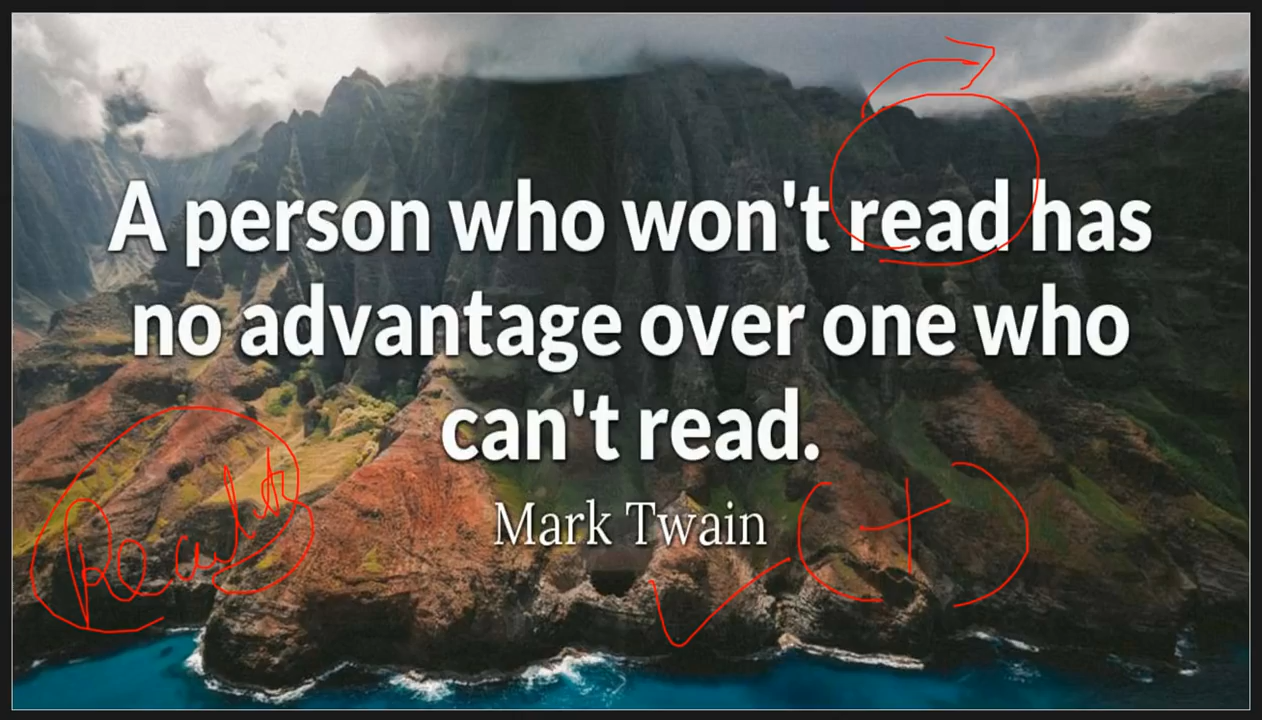 A person who won't read has
no advantage over one who
can't read.
Mark Twain
(+)